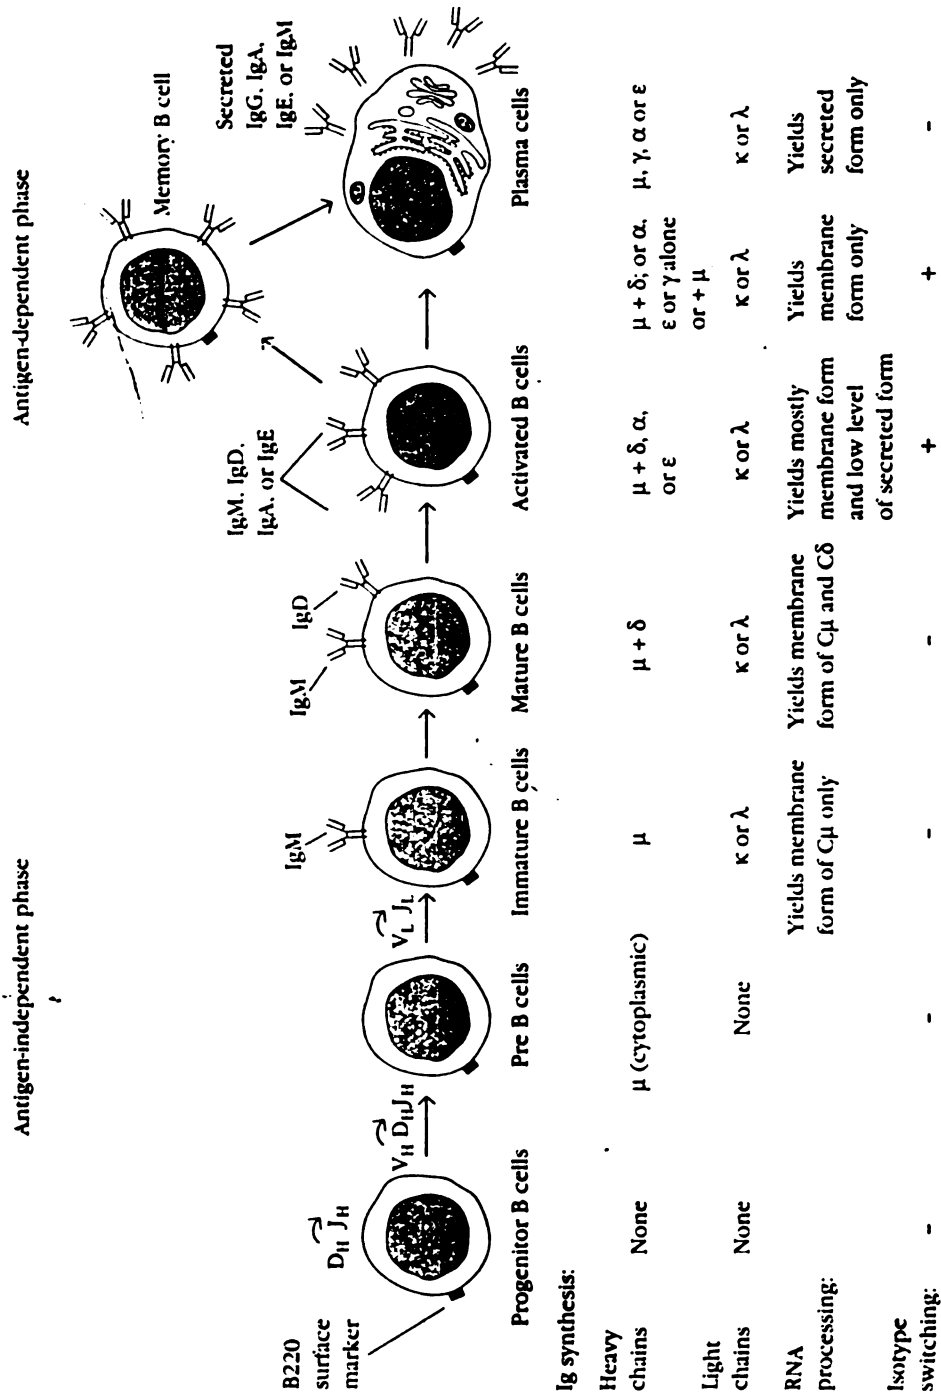 Antigen-independent phase
Antigen-dependent phase
B220
surface
marker
D_H J_H
V_H D_H J_H
V_L J_L
IgM
IgM
IgD
IgM, IgD,
IgA, or IgE
Memory B cell
Secreted
IgG, IgA,
IgE, or IgM
Progenitor B cells
Pre B cells
Immature B cells
Mature B cells
Activated B cells
Plasma cells
Ig synthesis:
Heavy
chains
None
μ (cytoplasmic)
μ
μ + δ
μ + δ, α,
or ε
μ + δ; or α,
ε or γ alone
or + μ
μ, γ, α or ε
Light
chains
None
None
κ or λ
κ or λ
κ or λ
κ or λ
κ or λ
RNA
processing:
Yields membrane
form of Cμ only
Yields membrane
form of Cμ and Cδ
Yields mostly
membrane form
and low level
of secreted form
Yields
membrane
form only
Yields
secreted
form only
Isotype
switching:
-
-
-
-
+
+
-